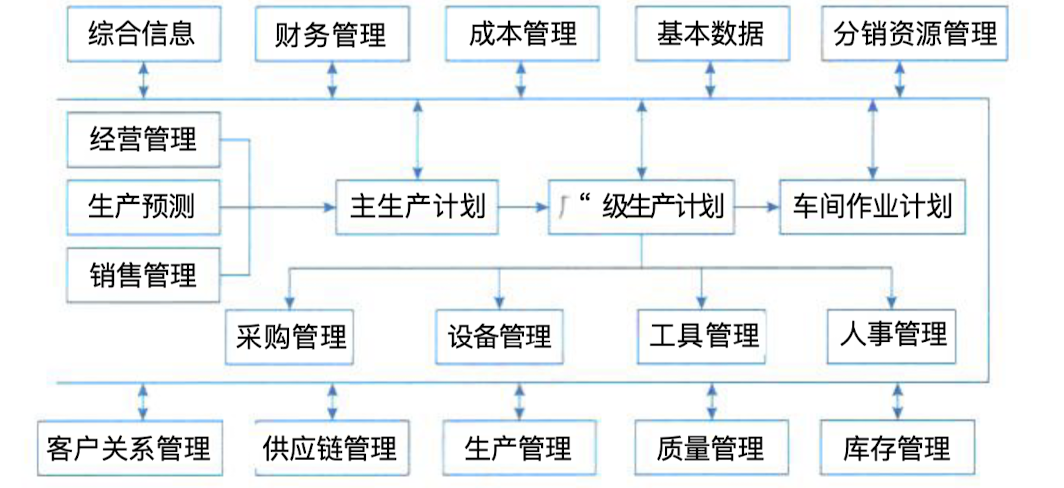 综合信息
财务管理
成本管理
基本数据
分销资源管理
经营管理
生产预测
销售管理
主生产计划
厂“级生产计划
车间作业计划
采购管理
设备管理
工具管理
人事管理
客户关系管理
供应链管理
生产管理
质量管理
库存管理